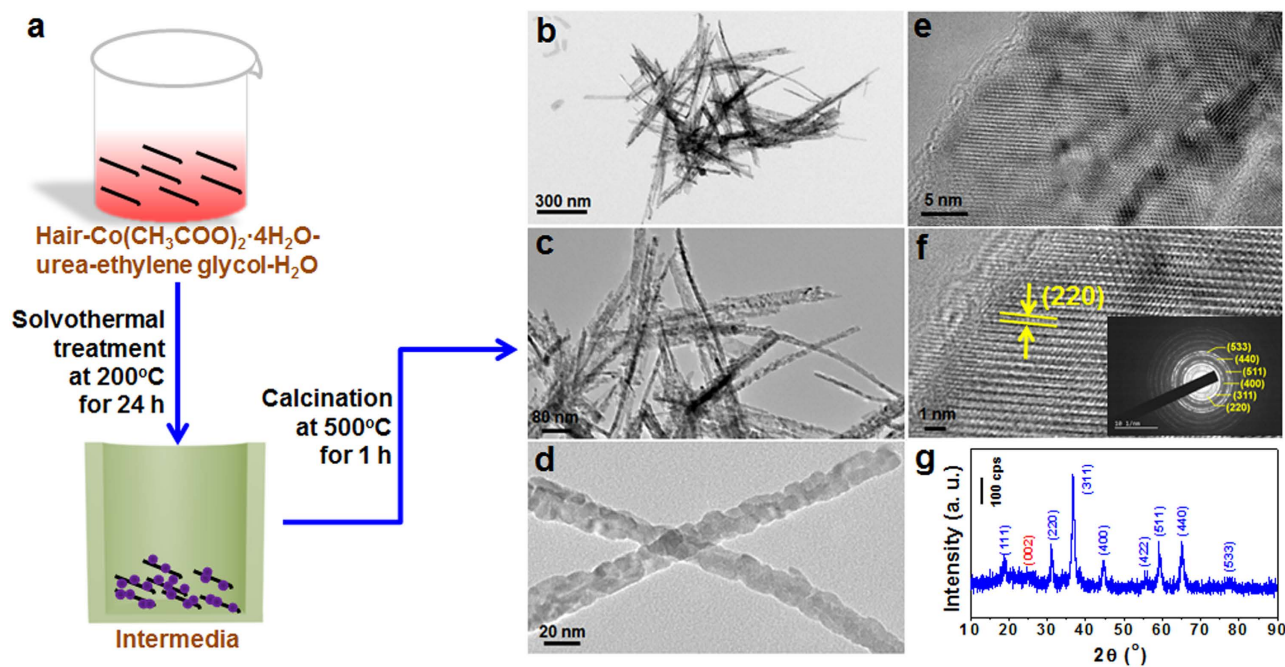 a
Hair-Co(CH₃COO)₂·4H₂O-
urea-ethylene glycol-H₂O
Solvothermal
treatment
at 200°C
for 24 h
Intermedia
Calcination
at 500°C
for 1 h
b
300 nm
c
80 nm
d
20 nm
e
5 nm
f
(220)
1 nm
(533)
(440)
(511)
(400)
(311)
(220)
10 1/nm
g
100 cps
Intensity (a. u.)
(111)
(002)
(220)
(311)
(400)
(422)
(511)
(440)
(533)
10 20 30 40 50 60 70 80 90
2θ (°)